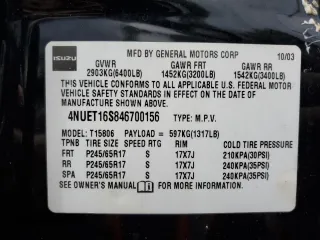 MFD BY GENERAL MOTORS CORP 10/03
ISUZU
GVWR GAWR FRT GAWR RR
2903KG(6400LB) 1452KG(3200LB) 1542KG(3400LB)
THIS VEHICLE CONFORMS TO ALL APPLICABLE U.S. FEDERAL MOTOR
VEHICLE SAFETY STANDARDS IN EFFECT ON THE DATE OF
MANUFACTURE SHOWN ABOVE.
4NUET16S846700156 TYPE: M.P.V.
MODEL: T15806 PAYLOAD = 597KG(1317LB)
TPNB TIRE SIZE SPEED RTG RIM COLD TIRE PRESSURE
FRT P245/65R17 S 17X7J 210KPA(30PSI)
RR P245/65R17 S 17X7J 240KPA(35PSI)
SPA P245/65R17 S 17X7J 240KPA(35PSI)
SEE OWNER'S MANUAL FOR MORE INFORMATION